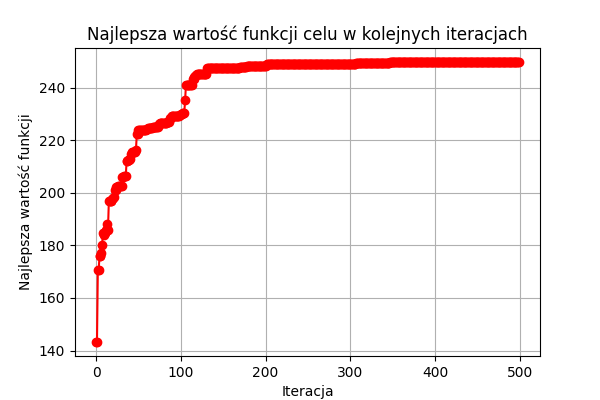 Najlepsza wartość funkcji celu w kolejnych iteracjach
Najlepsza wartość funkcji
240
220
200
180
160
140
0 100 200 300 400 500
Iteracja